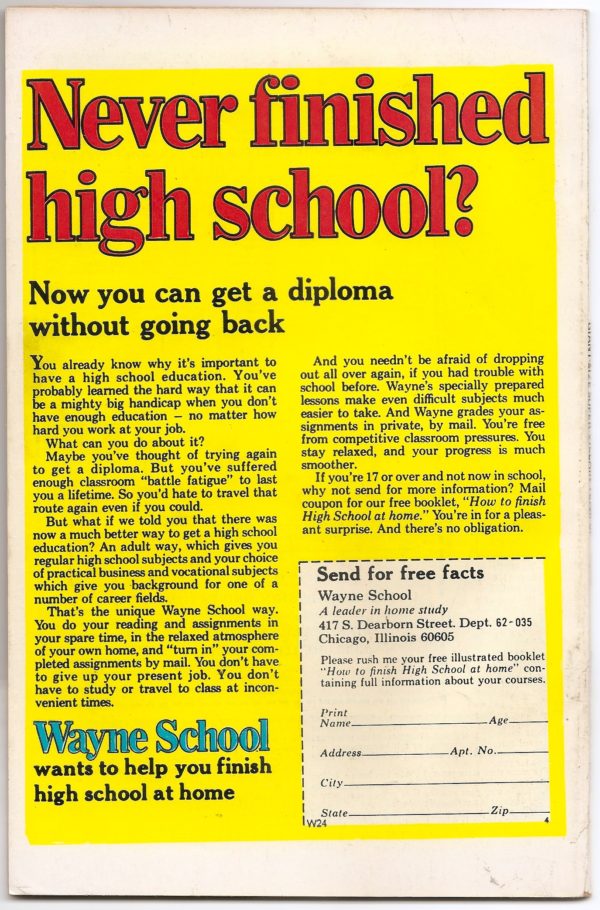 Never finished
high school?
Now you can get a diploma
without going back
You already know why it's important to
have a high school education. You've
probably learned the hard way that it can
be a mighty big handicap when you don't
have enough education — no matter how
hard you work at your job.
What can you do about it?
Maybe you've thought of trying again
to get a diploma. But you've suffered
enough classroom "battle fatigue" to last
you a lifetime. So you'd hate to travel that
route again even if you could.
But what if we told you that there was
now a much better way to get a high school
education? An adult way, which gives you
regular high school subjects and your choice
of practical business and vocational subjects
which give you background for one of a
number of career fields.
That's the unique Wayne School way.
You do your reading and assignments in
your spare time, in the relaxed atmosphere
of your own home, and "turn in" your com-
pleted assignments by mail. You don't have
to give up your present job. You don't
have to study or travel to class at incon-
venient times.
Wayne School
wants to help you finish
high school at home
And you needn't be afraid of dropping
out all over again, if you had trouble with
school before. Wayne's specially prepared
lessons make even difficult subjects much
easier to take. And Wayne grades your as-
signments in private, by mail. You're free
from competitive classroom pressures. You
stay relaxed, and your progress is much
smoother.
If you're 17 or over and not now in school,
why not send for more information? Mail
coupon for our free booklet, "How to finish
High School at home." You're in for a pleas-
ant surprise. And there's no obligation.
Send for free facts
Wayne School
A leader in home study
417 S. Dearborn Street. Dept. 62-035
Chicago, Illinois 60605
Please rush me your free illustrated booklet
"How to finish High School at home" con-
taining full information about your courses.
Print
Name Age
Address Apt. No.
City
State Zip
W24 4